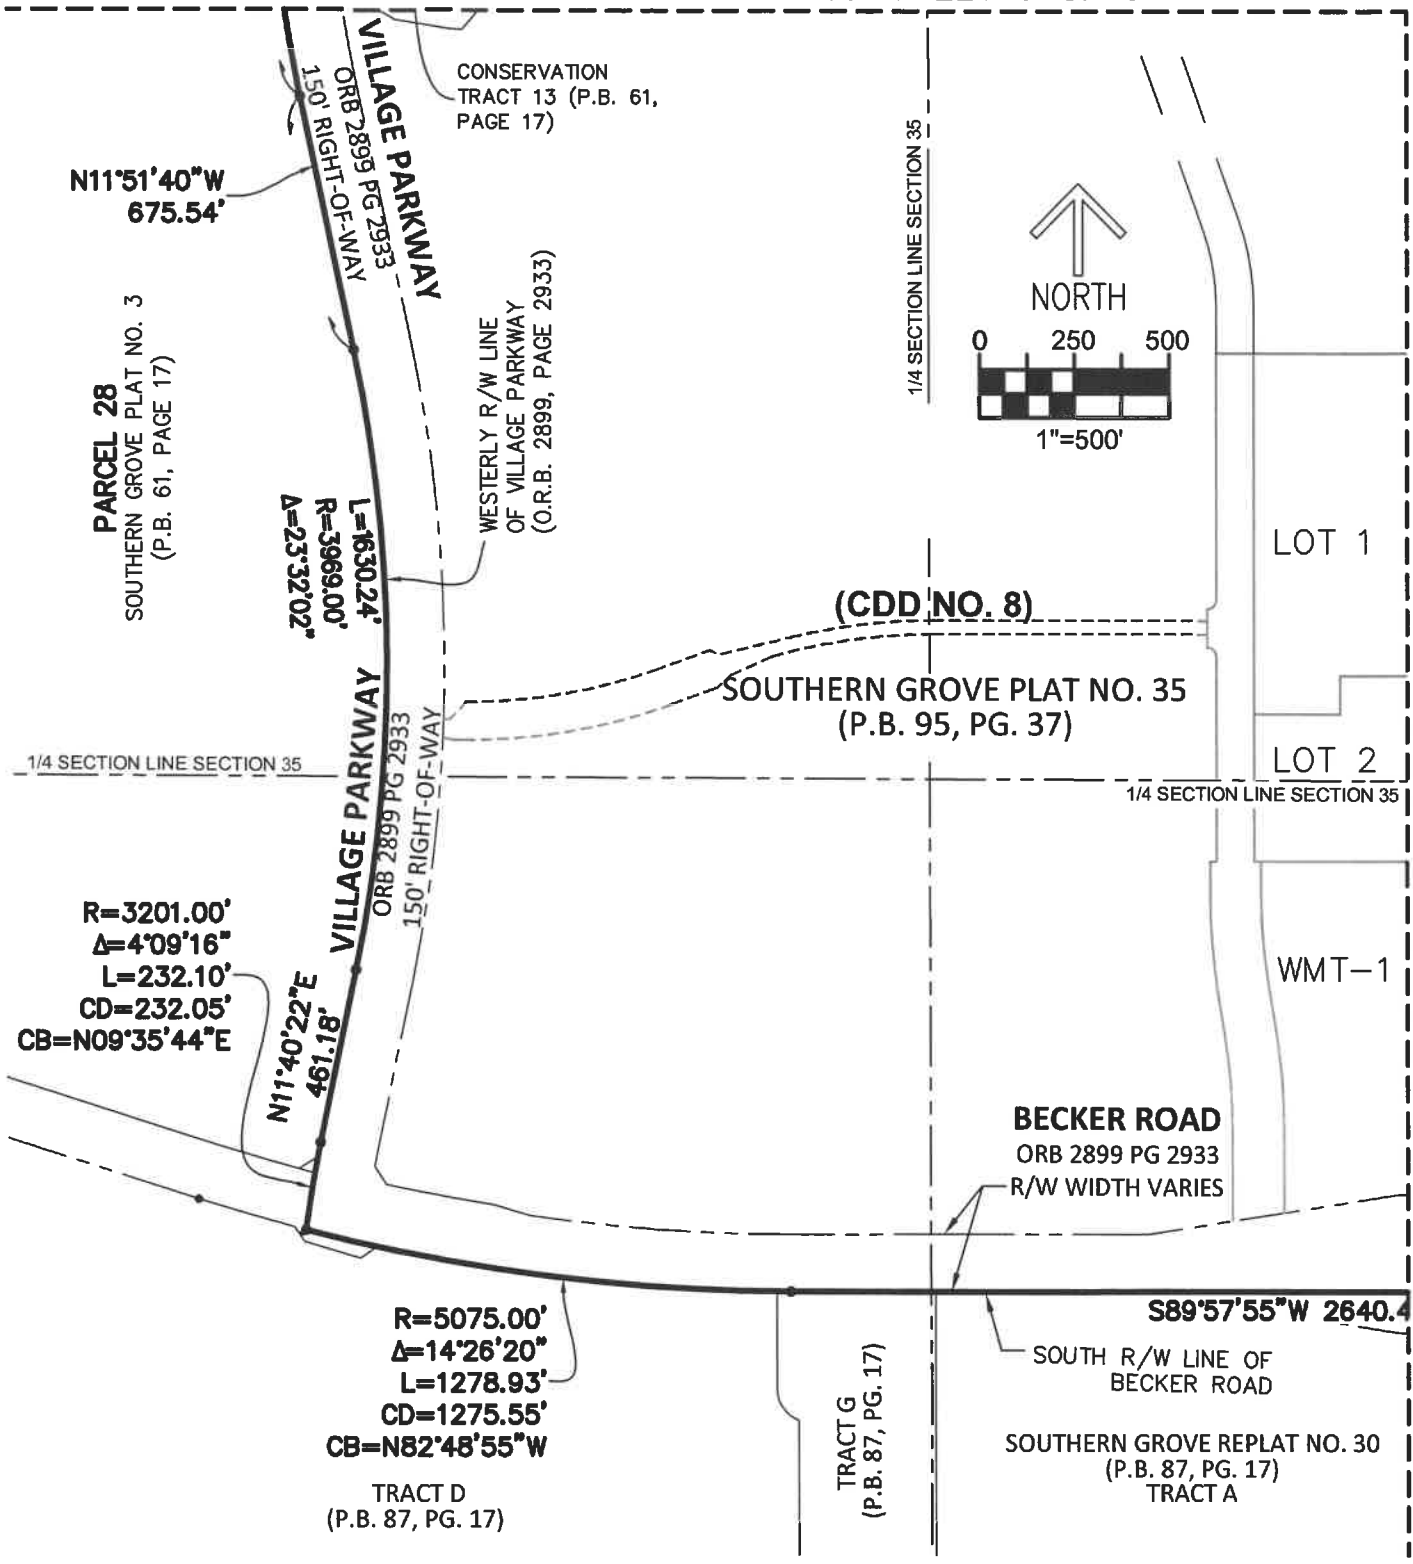 CONSERVATION
TRACT 13 (P.B. 61,
PAGE 17)
VILLAGE PARKWAY
ORB 2899 PG 2933
150' RIGHT-OF-WAY
N11°51'40"W
675.54'
1/4 SECTION LINE SECTION 35
NORTH
0 250 500
1"=500'
PARCEL 28
SOUTHERN GROVE PLAT NO. 3
(P.B. 61, PAGE 17)
WESTERLY R/W LINE
OF VILLAGE PARKWAY
(O.R.B. 2899, PAGE 2933)
L=1630.24'
R=3969.00'
Δ=23°32'02"
LOT 1
(CDD NO. 8)
SOUTHERN GROVE PLAT NO. 35
(P.B. 95, PG. 37)
1/4 SECTION LINE SECTION 35
LOT 2
1/4 SECTION LINE SECTION 35
VILLAGE PARKWAY
ORB 2899 PG 2933
150' RIGHT-OF-WAY
R=3201.00'
Δ=4°09'16"
L=232.10'
CD=232.05'
CB=N09°35'44"E
N11°40'22"E
461.18'
WMT-1
BECKER ROAD
ORB 2899 PG 2933
R/W WIDTH VARIES
S89°57'55"W 2640.4
R=5075.00'
Δ=14°26'20"
L=1278.93'
CD=1275.55'
CB=N82°48'55"W
SOUTH R/W LINE OF
BECKER ROAD
TRACT G
(P.B. 87, PG. 17)
SOUTHERN GROVE REPLAT NO. 30
(P.B. 87, PG. 17)
TRACT A
TRACT D
(P.B. 87, PG. 17)